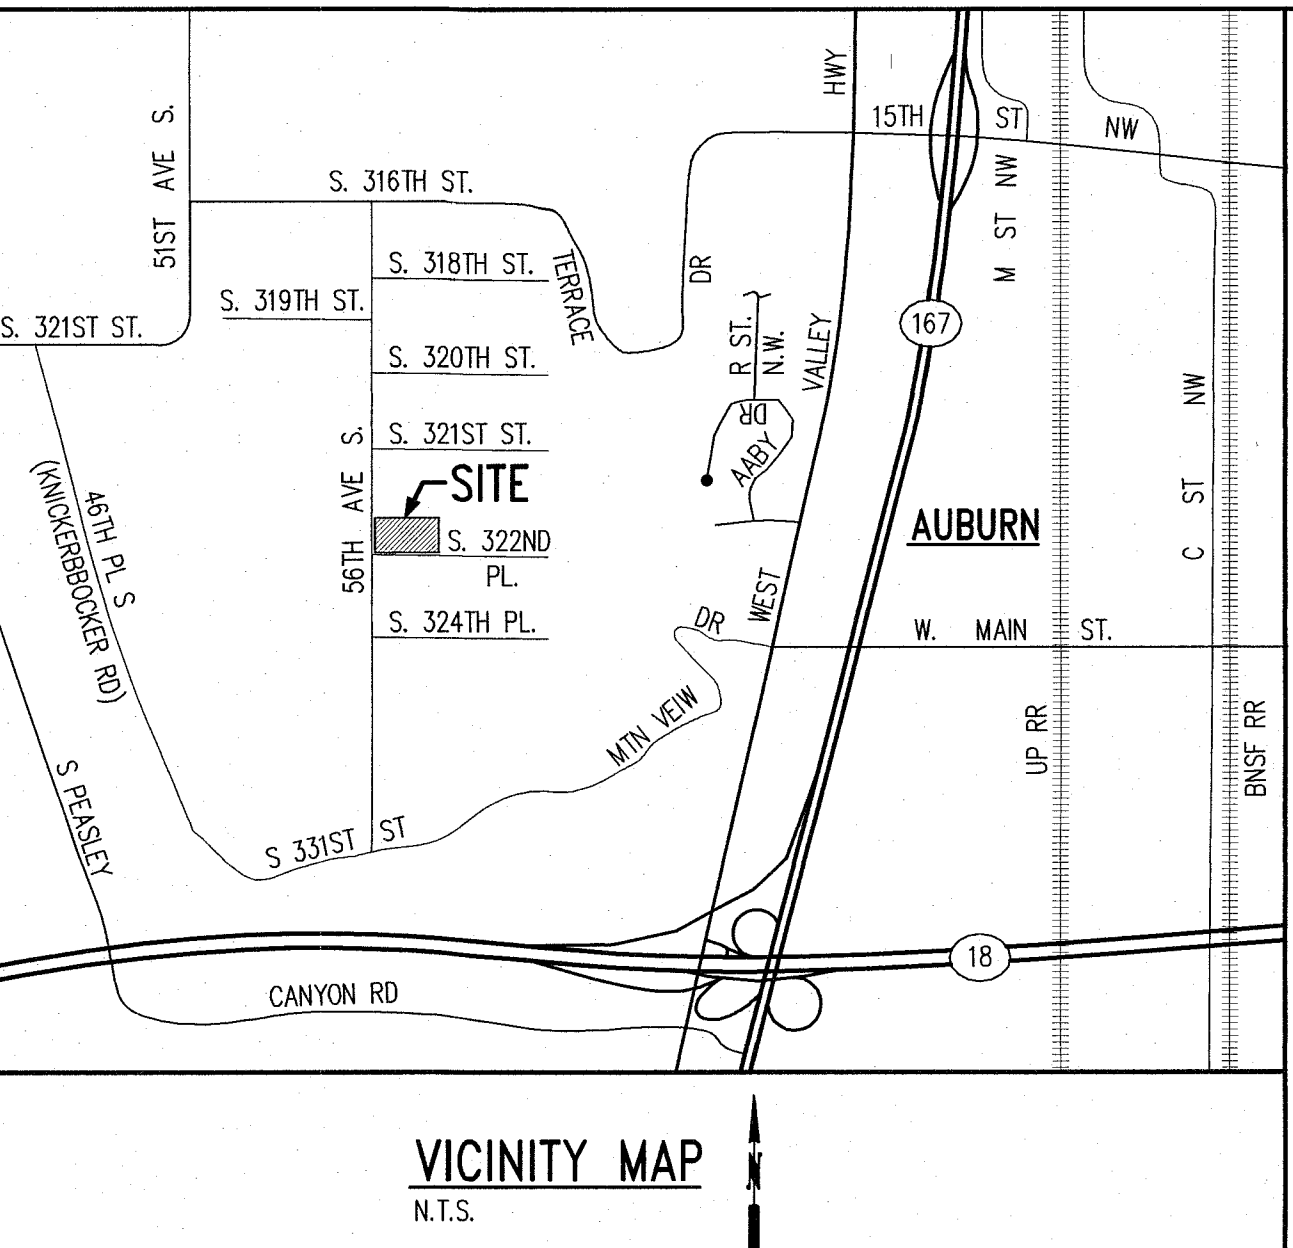 HWY
15TH ST NW
51ST AVE S.
S. 316TH ST.
M ST NW
S. 318TH ST.
TERRACE DR
S. 319TH ST.
S. 321ST ST.
167
R ST.
N.W.
VALLEY
S. 320TH ST.
C ST NW
DR
AABY
S. 321ST ST.
56TH AVE S.
SITE
46TH PL S
(KNICKERBBOCKER RD)
AUBURN
S. 322ND
PL.
WEST
S. 324TH PL.
DR
W. MAIN ST.
MTN VEIW
UP RR
BNSF RR
S PEASLEY
S 331ST ST
18
CANYON RD
VICINITY MAP
N
N.T.S.